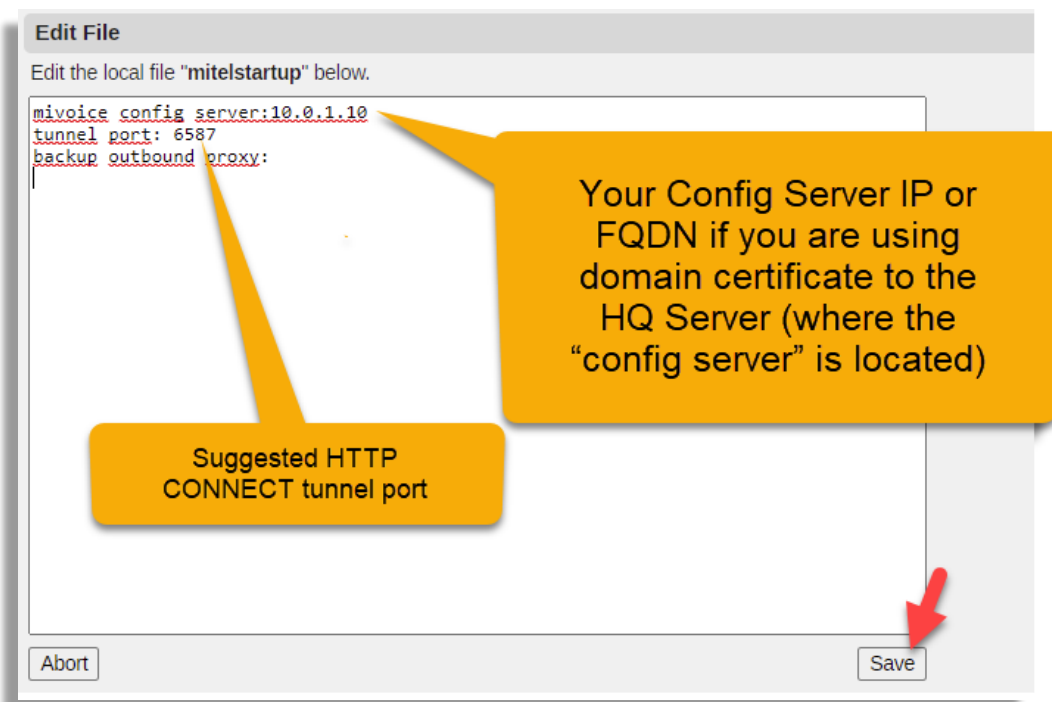 Edit File
Edit the local file "mitelstartup" below.
mivoice config server:10.0.1.10
tunnel port: 6587
backup outbound proxy:
Your Config Server IP or
FQDN if you are using
domain certificate to the
HQ Server (where the
“config server” is located)
Suggested HTTP
CONNECT tunnel port
Abort
Save